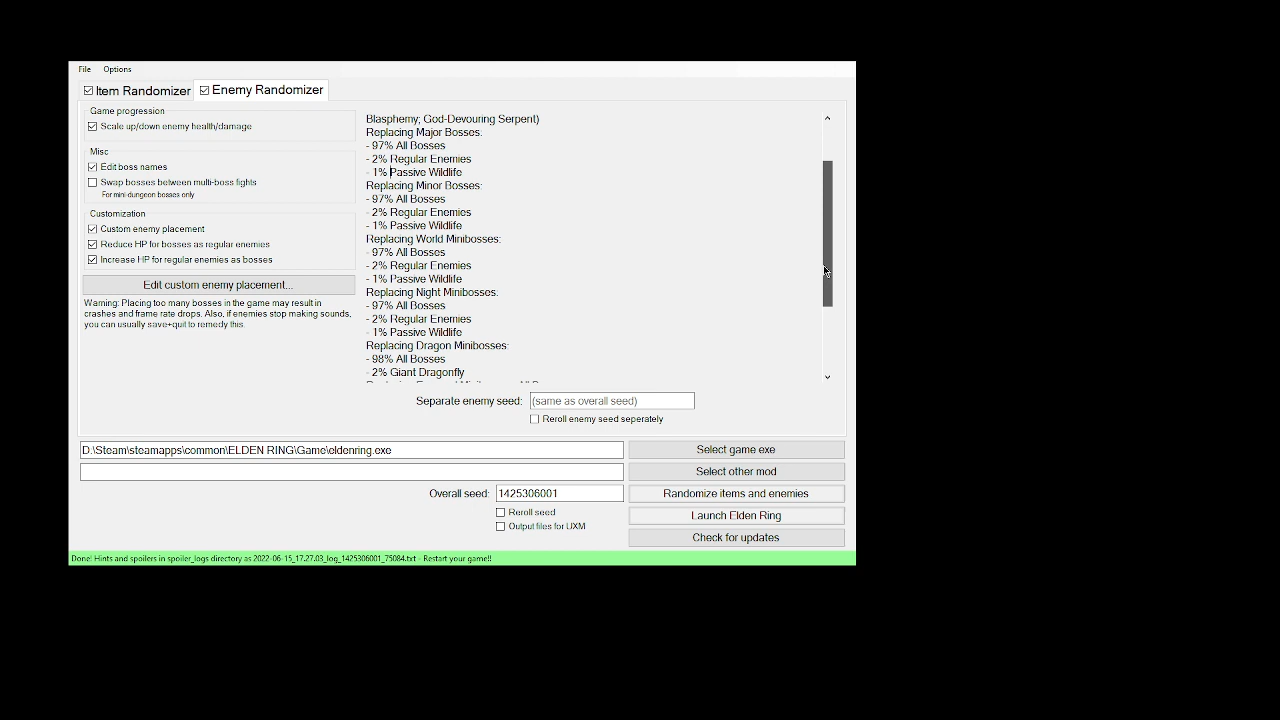 File Options
Item Randomizer Enemy Randomizer
Game progression
Scale up/down enemy health/damage
Misc
Edit boss names
Swap bosses between multi-boss fights
For mini-dungeon bosses only
Customization
Custom enemy placement
Reduce HP for bosses as regular enemies
Increase HP for regular enemies as bosses
Edit custom enemy placement...
Warning: Placing too many bosses in the game may result in
crashes and frame rate drops. Also, if enemies stop making sounds,
you can usually save+quit to remedy this.
Blasphemy; God-Devouring Serpent)
Replacing Major Bosses:
- 97% All Bosses
- 2% Regular Enemies
- 1% Passive Wildlife
Replacing Minor Bosses:
- 97% All Bosses
- 2% Regular Enemies
- 1% Passive Wildlife
Replacing World Minibosses:
- 97% All Bosses
- 2% Regular Enemies
- 1% Passive Wildlife
Replacing Night Minibosses:
- 97% All Bosses
- 2% Regular Enemies
- 1% Passive Wildlife
Replacing Dragon Minibosses:
- 98% All Bosses
- 2% Giant Dragonfly
Separate enemy seed: (same as overall seed)
Reroll enemy seed seperately
D:\Steam\steamapps\common\ELDEN RING\Game\eldenring.exe Select game exe
Select other mod
Overall seed: 1425306001 Randomize items and enemies
Reroll seed Launch Elden Ring
Output files for UXM
Check for updates
Done! Hints and spoilers in spoiler_logs directory as 2022-06-15_17.27.03_log_1425306001_75084.txt - Restart your game!!